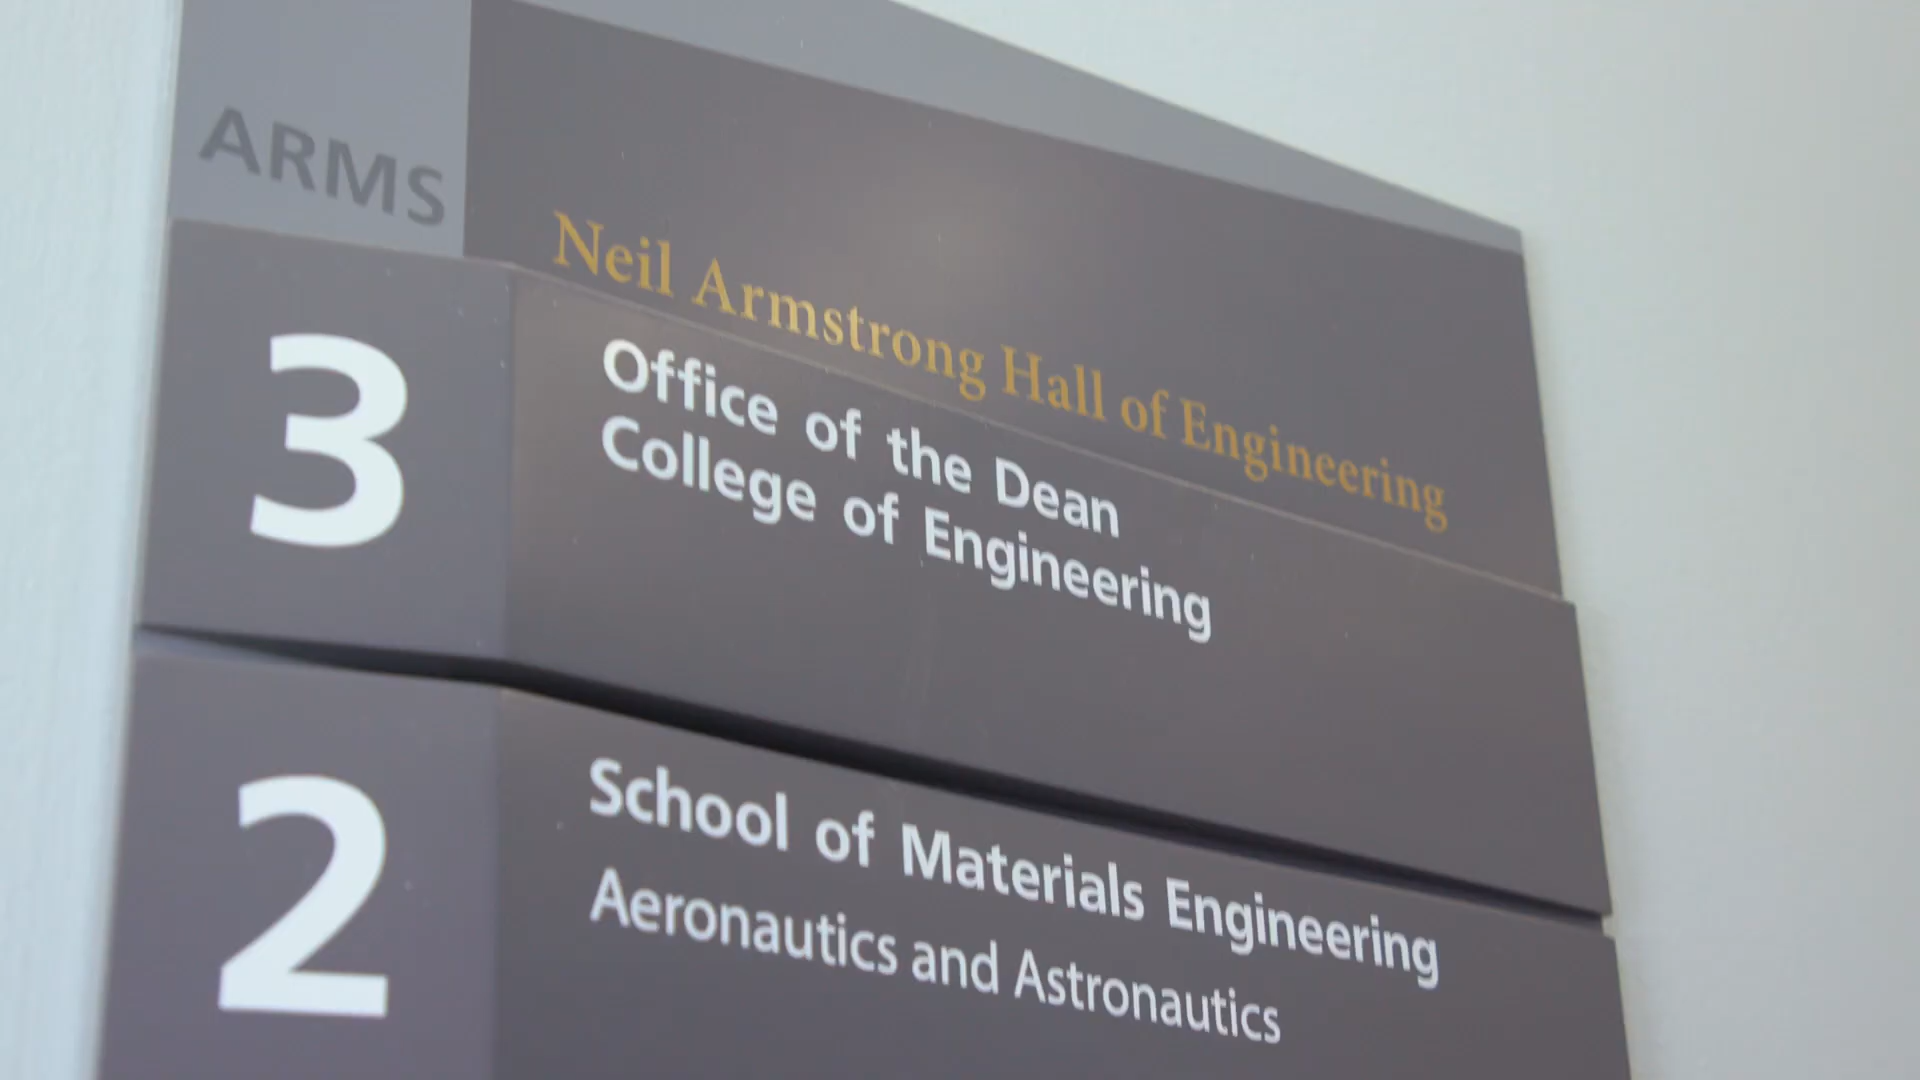 ARMS
Neil Armstrong Hall of Engineering
3
Office of the Dean
College of Engineering
2
School of Materials Engineering
Aeronautics and Astronautics